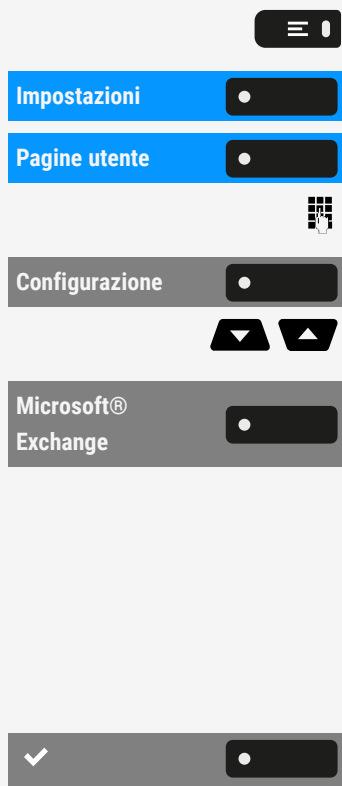 Impostazioni
Pagine utente
Configurazione
Microsoft®
Exchange